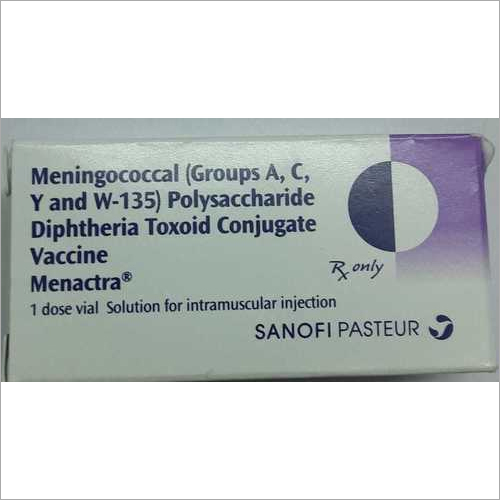 Meningococcal (Groups A, C,
Y and W-135) Polysaccharide
Diphtheria Toxoid Conjugate
Vaccine
Menactra®
Rx only
1 dose vial Solution for intramuscular injection
SANOFI PASTEUR